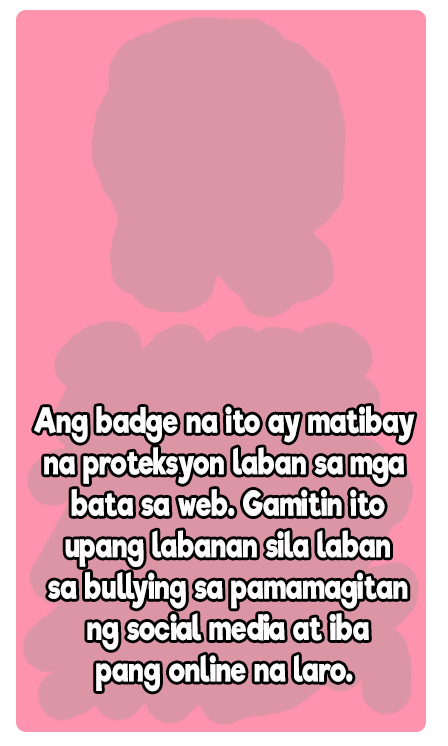 Ang badge na ito ay matibay
na proteksyon laban sa mga
bata sa web. Gamitin ito
upang labanan sila laban
sa bullying sa pamamagitan
ng social media at iba
pang online na laro.